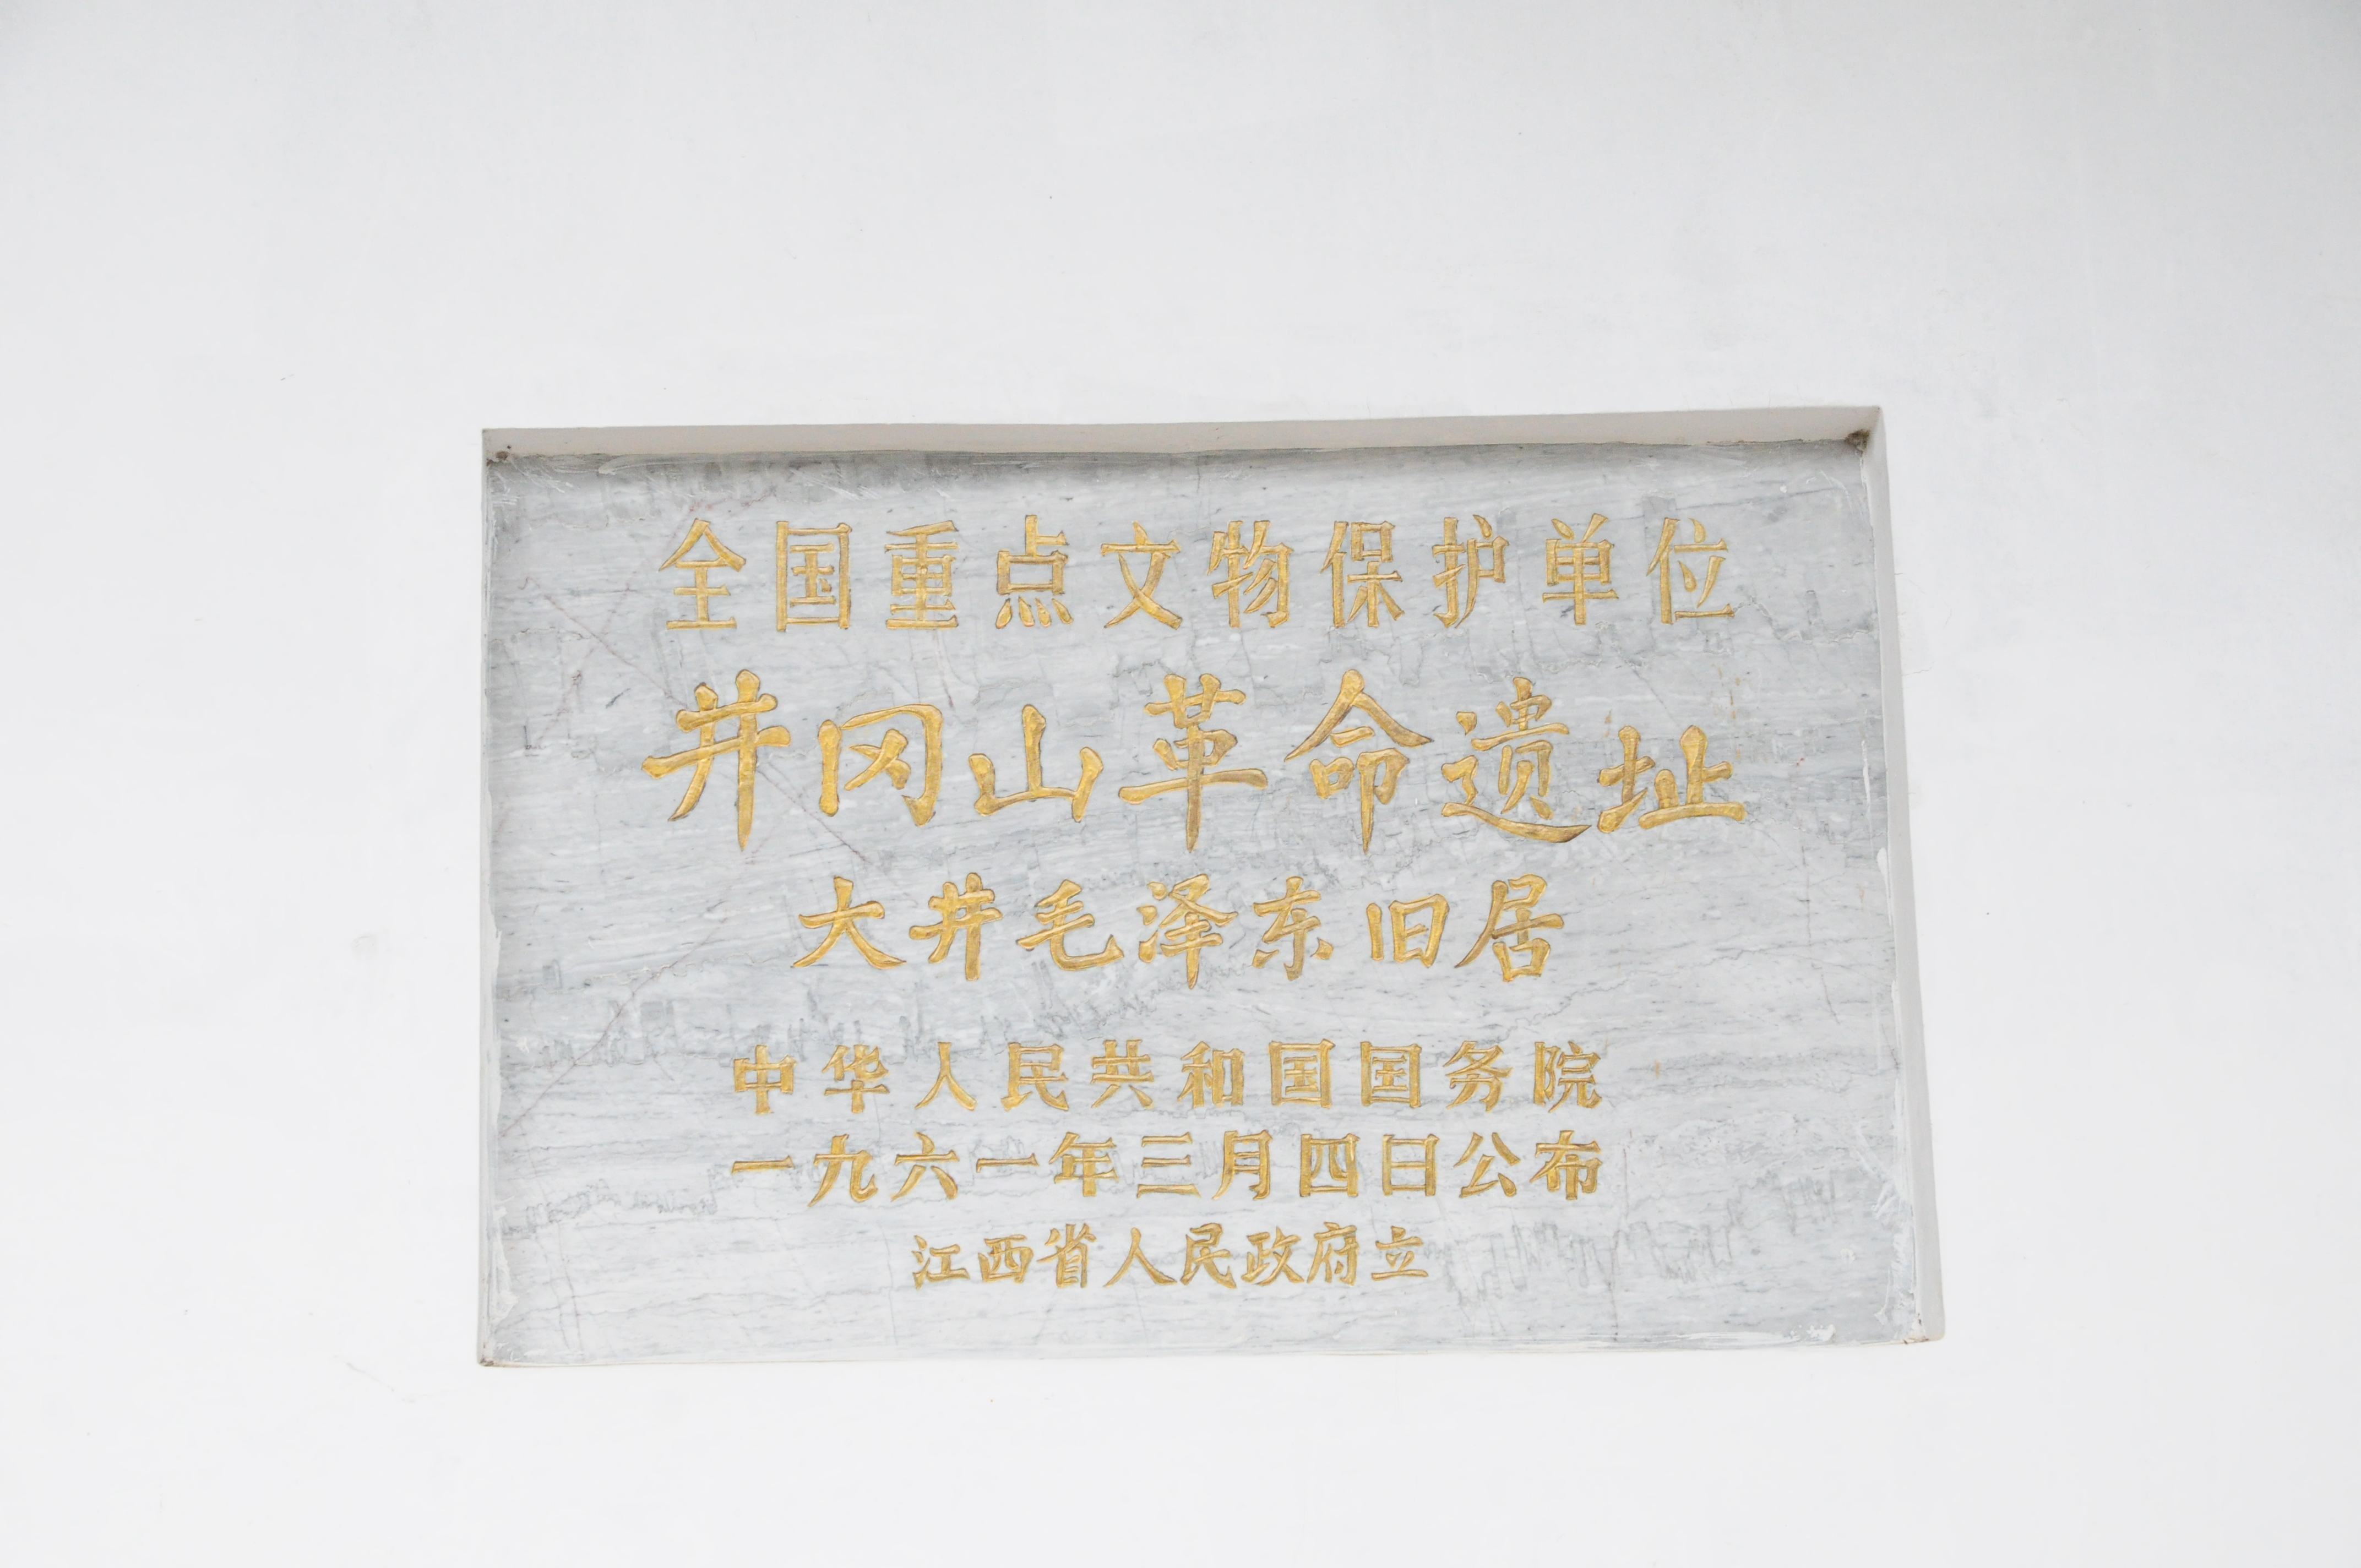 全国重点文物保护单位
井冈山革命遗址
大井毛泽东旧居
中华人民共和国国务院
一九六一年三月四日公布
江西省人民政府立